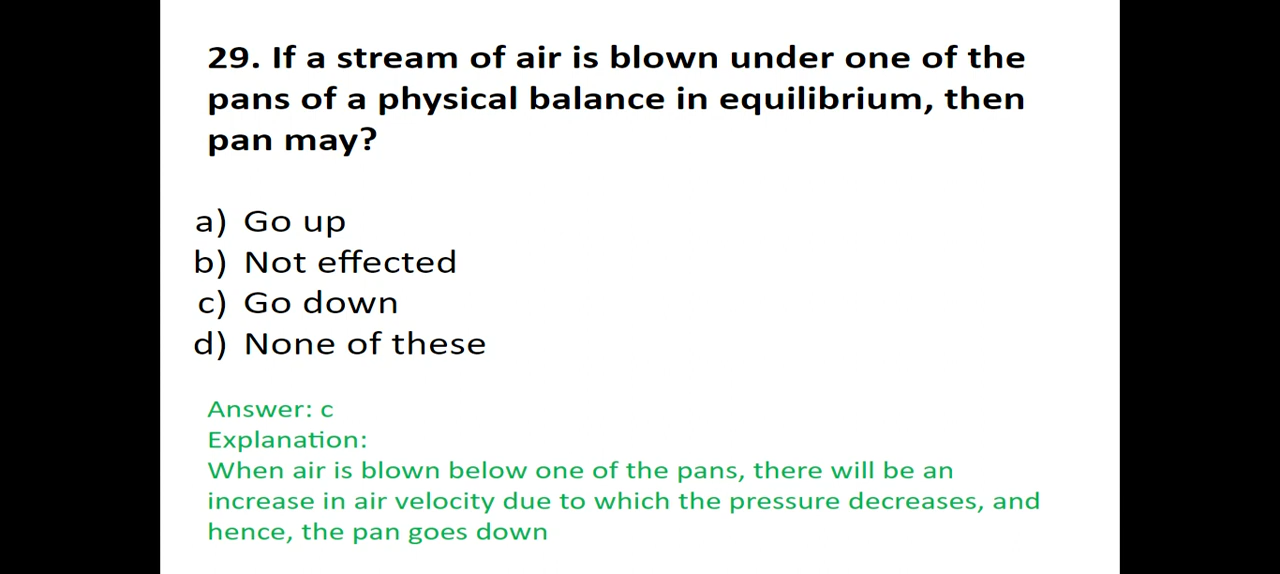 29. If a stream of air is blown under one of the
pans of a physical balance in equilibrium, then
pan may?
a) Go up
b) Not effected
c) Go down
d) None of these
Answer: c
Explanation:
When air is blown below one of the pans, there will be an
increase in air velocity due to which the pressure decreases, and
hence, the pan goes down